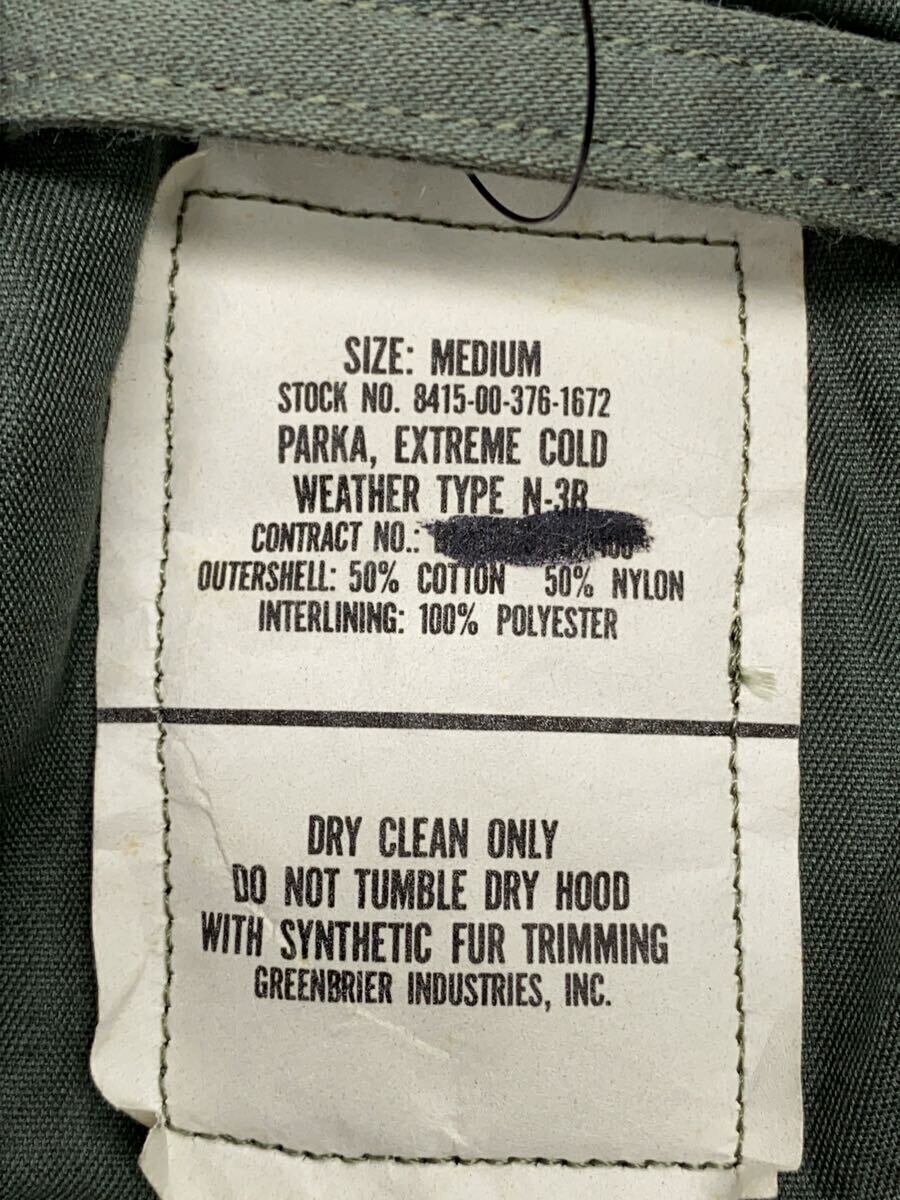 SIZE: MEDIUM
STOCK NO. 8415-00-376-1672
PARKA, EXTREME COLD
WEATHER TYPE N-3B
CONTRACT NO.:
OUTERSHELL: 50% COTTON 50% NYLON
INTERLINING: 100% POLYESTER
DRY CLEAN ONLY
DO NOT TUMBLE DRY HOOD
WITH SYNTHETIC FUR TRIMMING
GREENBRIER INDUSTRIES, INC.